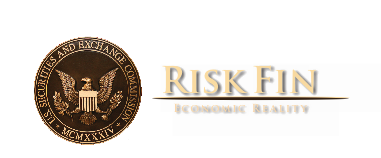 U.S. SECURITIES AND EXCHANGE COMMISSION
MCMXXXIV
RISK FIN
ECONOMIC REALITY